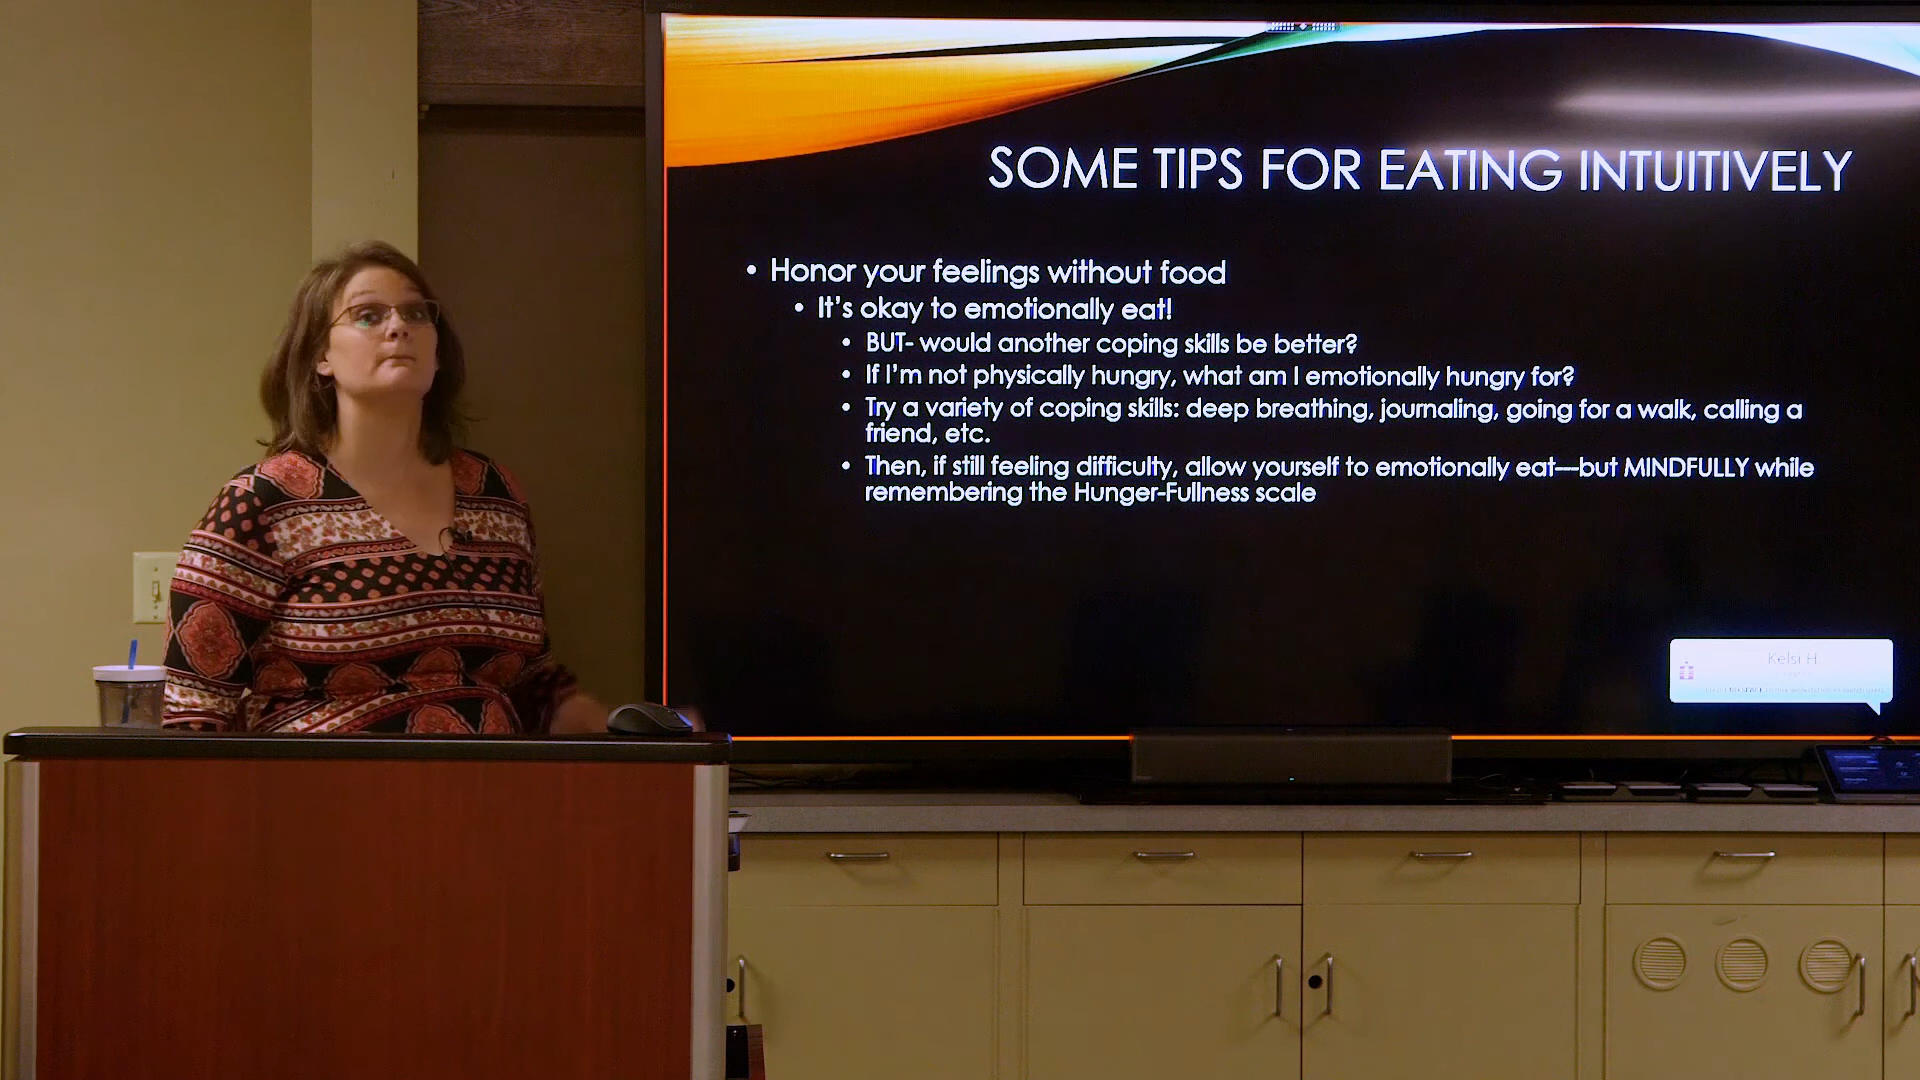 SOME TIPS FOR EATING INTUITIVELY
• Honor your feelings without food
• It's okay to emotionally eat!
• BUT- would another coping skills be better?
• If I'm not physically hungry, what am I emotionally hungry for?
• Try a variety of coping skills: deep breathing, journaling, going for a walk, calling a
friend, etc.
• Then, if still feeling difficulty, allow yourself to emotionally eat—but MINDFULLY while
remembering the Hunger-Fullness scale
Kelsi H